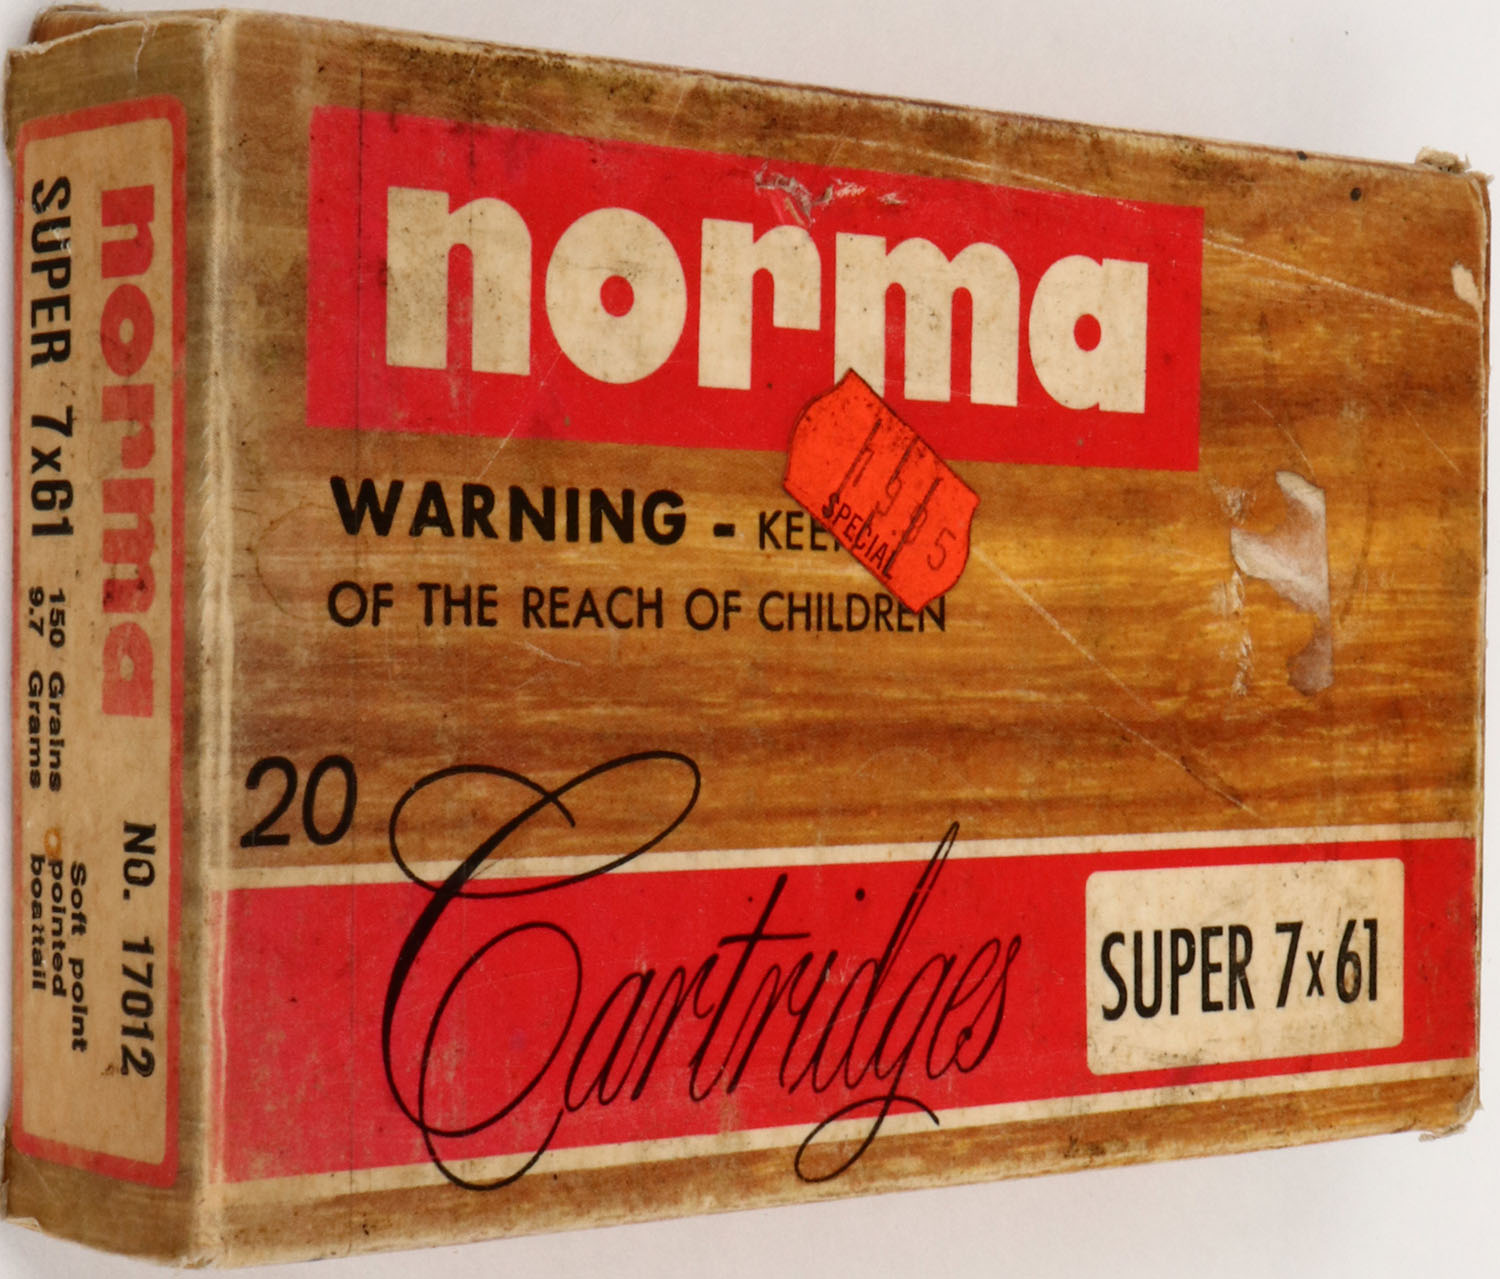 norma
WARNING - KEEP
OF THE REACH OF CHILDREN
SPECIAL
20
Cartridges
SUPER 7x61
norma
NO. 17012
SUPER 7x61
150 Grains
9.7 Grams
Soft point
pointed
boattail